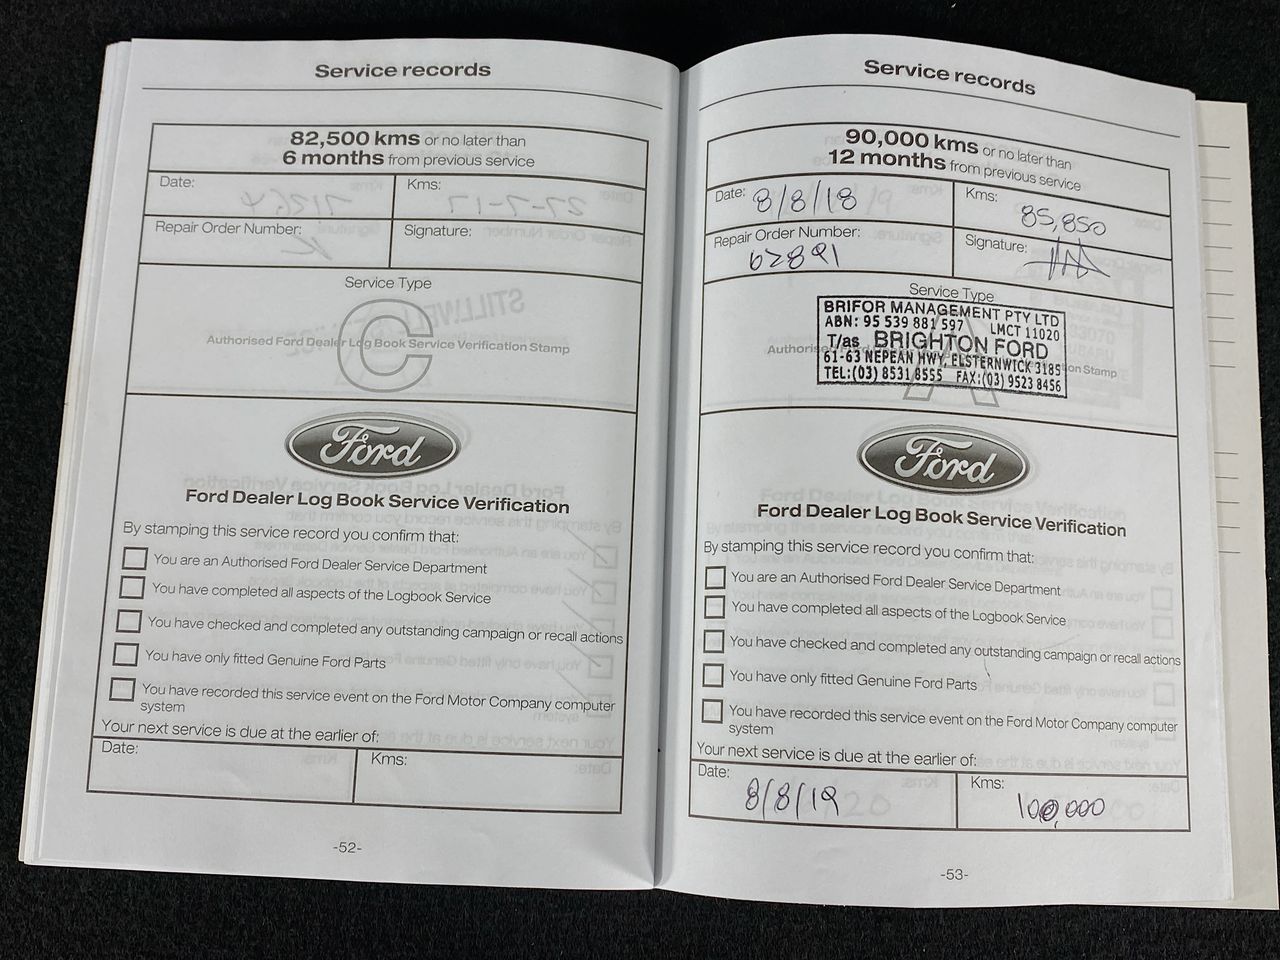 Service records
82,500 kms or no later than
6 months from previous service
Date:
Kms:
Repair Order Number:
Signature:
Service Type
C
Authorised Ford Dealer Log Book Service Verification Stamp
Ford
Ford Dealer Log Book Service Verification
By stamping this service record you confirm that:
You are an Authorised Ford Dealer Service Department
You have completed all aspects of the Logbook Service
You have checked and completed any outstanding campaign or recall actions
You have only fitted Genuine Ford Parts
You have recorded this service event on the Ford Motor Company computer
system
Your next service is due at the earlier of:
Date:
Kms:
-52-
Service records
90,000 kms or no later than
12 months from previous service
Date: 8/8/18
Kms: 85,850
Repair Order Number: 62891
Signature:
Service Type
A
BRIFOR MANAGEMENT PTY LTD
ABN: 95 539 881 597 LMCT 11020
T/as BRIGHTON FORD
61-63 NEPEAN HWY, ELSTERNWICK 3185
TEL:(03) 8531 8555 FAX:(03) 9523 8456
Ford
Ford Dealer Log Book Service Verification
By stamping this service record you confirm that:
You are an Authorised Ford Dealer Service Department
You have completed all aspects of the Logbook Service
You have checked and completed any outstanding campaign or recall actions
You have only fitted Genuine Ford Parts
You have recorded this service event on the Ford Motor Company computer
system
Your next service is due at the earlier of:
Date: 8/8/19
Kms: 100,000
-53-